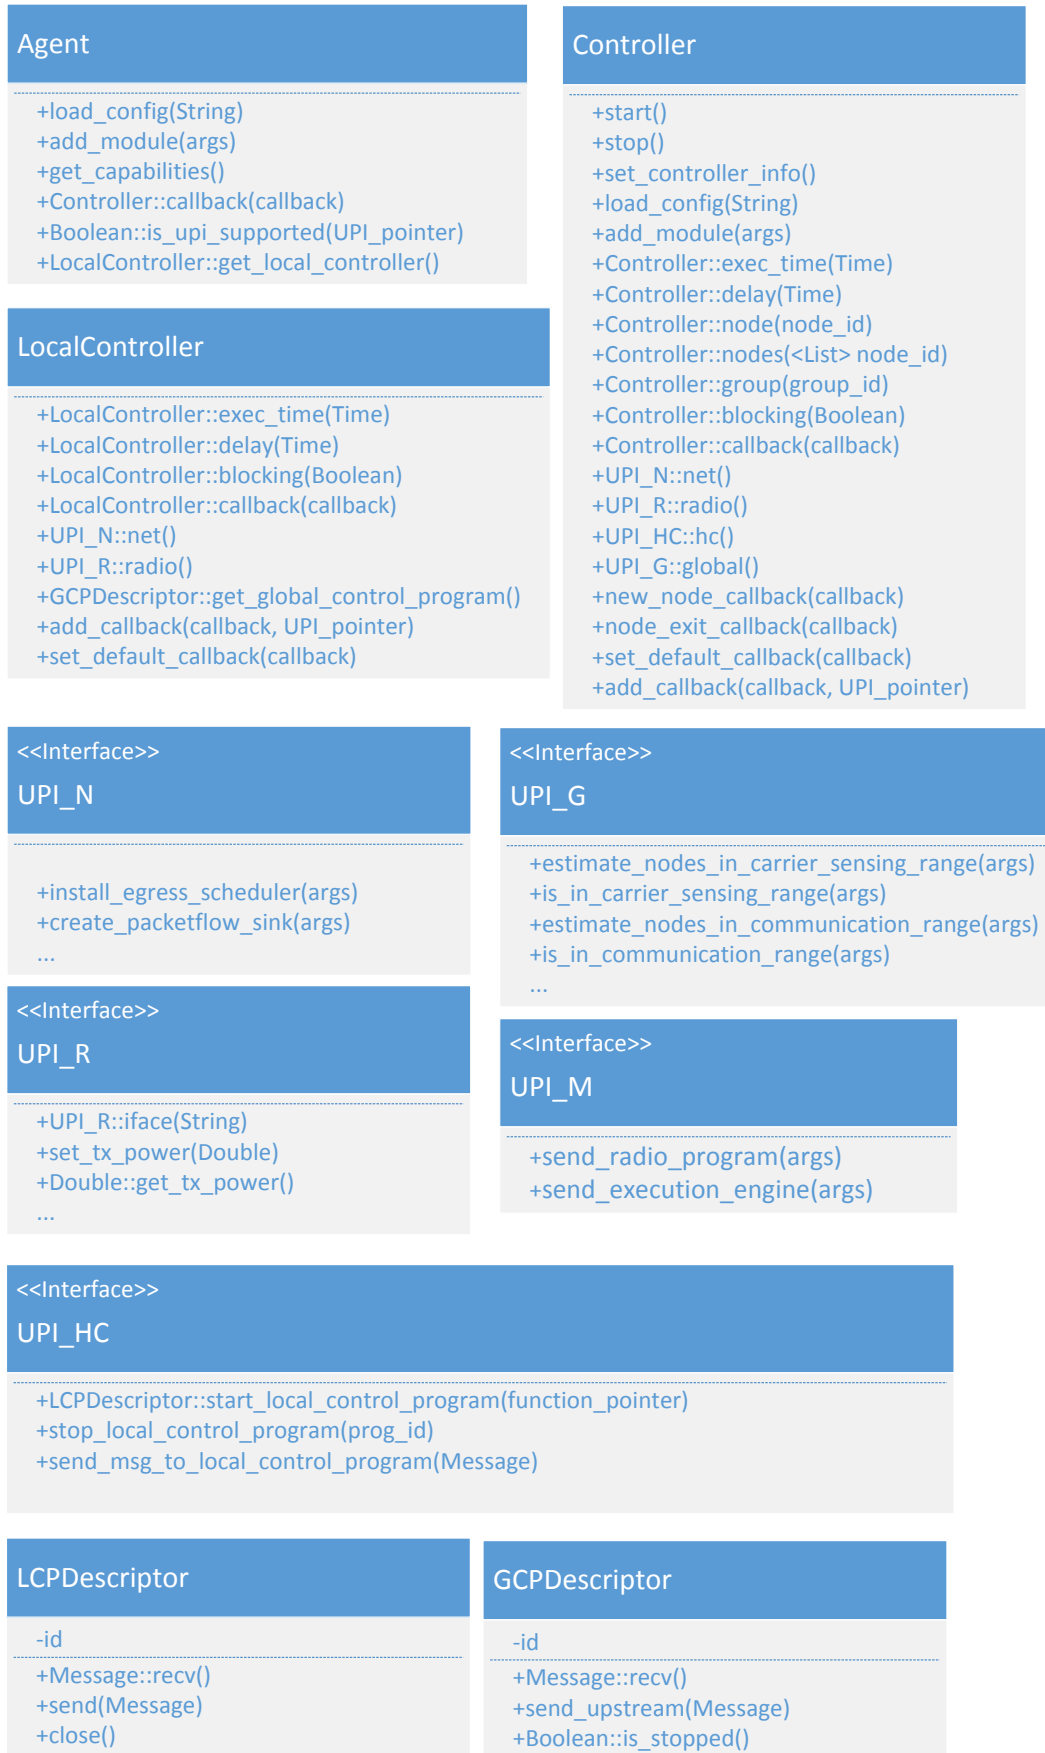 Agent
+load_config(String)
+add_module(args)
+get_capabilities()
+Controller::callback(callback)
+Boolean::is_upi_supported(UPI_pointer)
+LocalController::get_local_controller()
Controller
+start()
+stop()
+set_controller_info()
+load_config(String)
+add_module(args)
+Controller::exec_time(Time)
+Controller::delay(Time)
+Controller::node(node_id)
+Controller::nodes(<List> node_id)
+Controller::group(group_id)
+Controller::blocking(Boolean)
+Controller::callback(callback)
+UPI_N::net()
+UPI_R::radio()
+UPI_HC::hc()
+UPI_G::global()
+new_node_callback(callback)
+node_exit_callback(callback)
+set_default_callback(callback)
+add_callback(callback, UPI_pointer)
LocalController
+LocalController::exec_time(Time)
+LocalController::delay(Time)
+LocalController::blocking(Boolean)
+LocalController::callback(callback)
+UPI_N::net()
+UPI_R::radio()
+GCPDescriptor::get_global_control_program()
+add_callback(callback, UPI_pointer)
+set_default_callback(callback)
<<Interface>>
UPI_N
+install_egress_scheduler(args)
+create_packetflow_sink(args)
...
<<Interface>>
UPI_G
+estimate_nodes_in_carrier_sensing_range(args)
+is_in_carrier_sensing_range(args)
+estimate_nodes_in_communication_range(args)
+is_in_communication_range(args)
...
<<Interface>>
UPI_R
+UPI_R::iface(String)
+set_tx_power(Double)
+Double::get_tx_power()
...
<<Interface>>
UPI_M
+send_radio_program(args)
+send_execution_engine(args)
<<Interface>>
UPI_HC
+LCPDescriptor::start_local_control_program(function_pointer)
+stop_local_control_program(prog_id)
+send_msg_to_local_control_program(Message)
LCPDescriptor
-id
+Message::recv()
+send(Message)
+close()
GCPDescriptor
-id
+Message::recv()
+send_upstream(Message)
+Boolean::is_stopped()